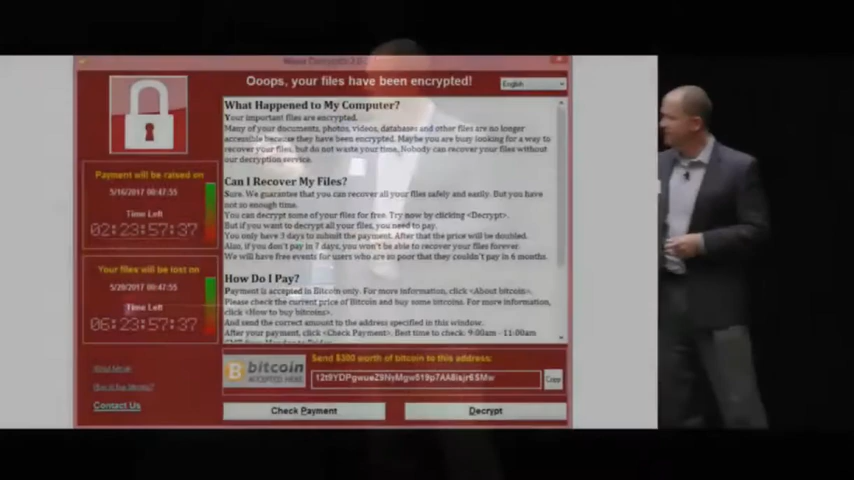 Ooops, your files have been encrypted!
English
What Happened to My Computer?
Your important files are encrypted.
Many of your documents, photos, videos, databases and other files are no longer
accessible because they have been encrypted. Maybe you are busy looking for a way to
recover your files, but do not waste your time. Nobody can recover your files without
our decryption service.
Can I Recover My Files?
Sure. We guarantee that you can recover all your files safely and easily. But you have
not so enough time.
You can decrypt some of your files for free. Try now by clicking <Decrypt>.
But if you want to decrypt all your files, you need to pay.
You only have 3 days to submit the payment. After that the price will be doubled.
Also, if you don't pay in 7 days, you won't be able to recover your files forever.
We will have free events for users who are so poor that they couldn't pay in 6 months.
How Do I Pay?
Payment is accepted in Bitcoin only. For more information, click <About bitcoin>.
Please check the current price of Bitcoin and buy some bitcoins. For more information,
click <How to buy bitcoins>.
And send the correct amount to the address specified in this window.
After your payment, click <Check Payment>. Best time to check: 9:00am - 11:00am
Payment will be raised on
5/16/2017 00:47:55
Time Left
02:23:57:37
Your files will be lost on
5/20/2017 00:47:55
Time Left
06:23:57:37
Contact Us
bitcoin
ACCEPTED HERE
Send $300 worth of bitcoin to this address:
Copy
Check Payment
Decrypt